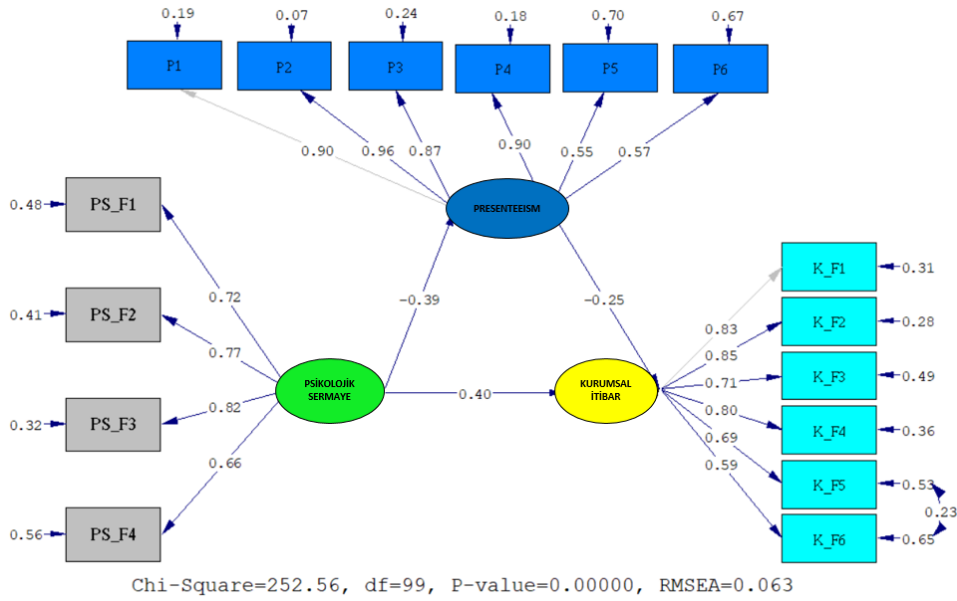 0.19 0.07 0.24 0.18 0.70 0.67
P1 P2 P3 P4 P5 P6
0.90 0.96 0.87 0.90 0.55 0.57
PRESENTEEISM
0.48 PS_F1
0.41 PS_F2
0.32 PS_F3
0.56 PS_F4
0.72
0.77
0.82
0.66
PSİKOLOJİK
SERMAYE
-0.39
-0.25
0.40
KURUMSAL
İTİBAR
0.83
0.85
0.71
0.80
0.69
0.59
K_F1 0.31
K_F2 0.28
K_F3 0.49
K_F4 0.36
K_F5 0.53
K_F6 0.65
0.23
Chi-Square=252.56, df=99, P-value=0.00000, RMSEA=0.063